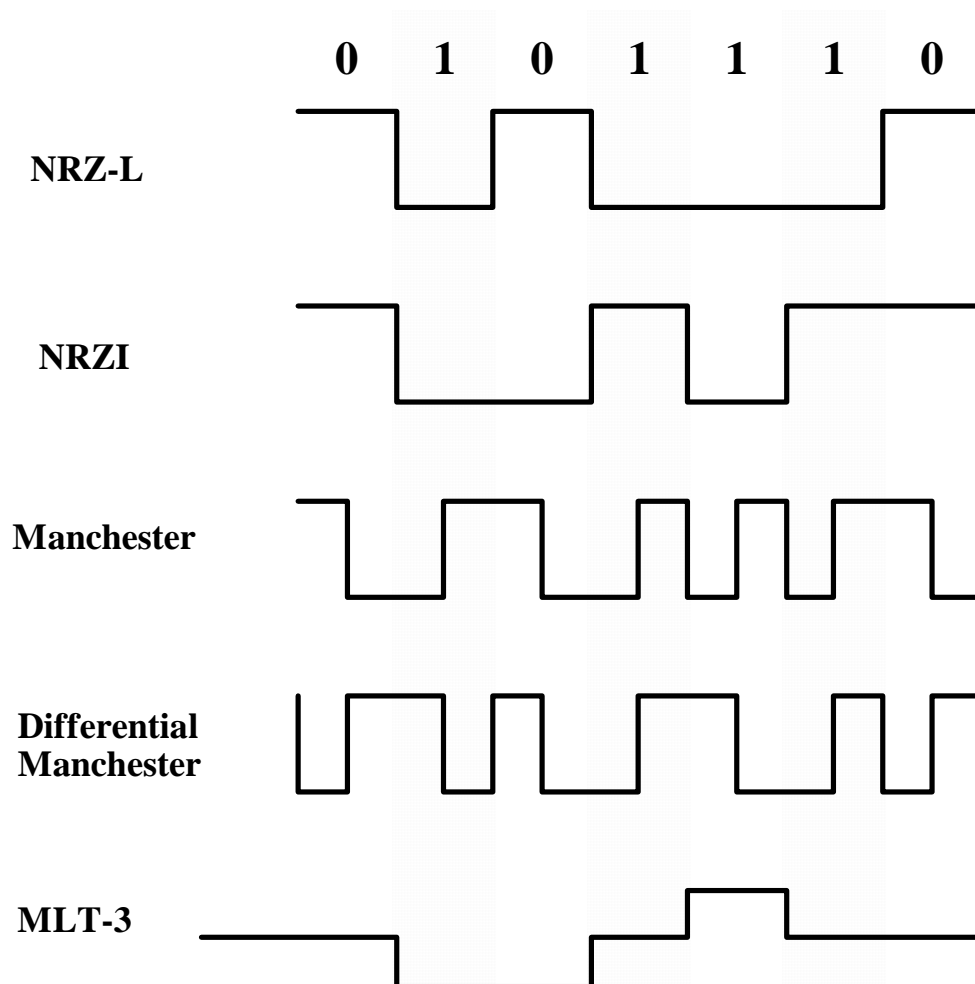 0 1 0 1 1 1 0
NRZ-L
NRZI
Manchester
Differential
Manchester
MLT-3